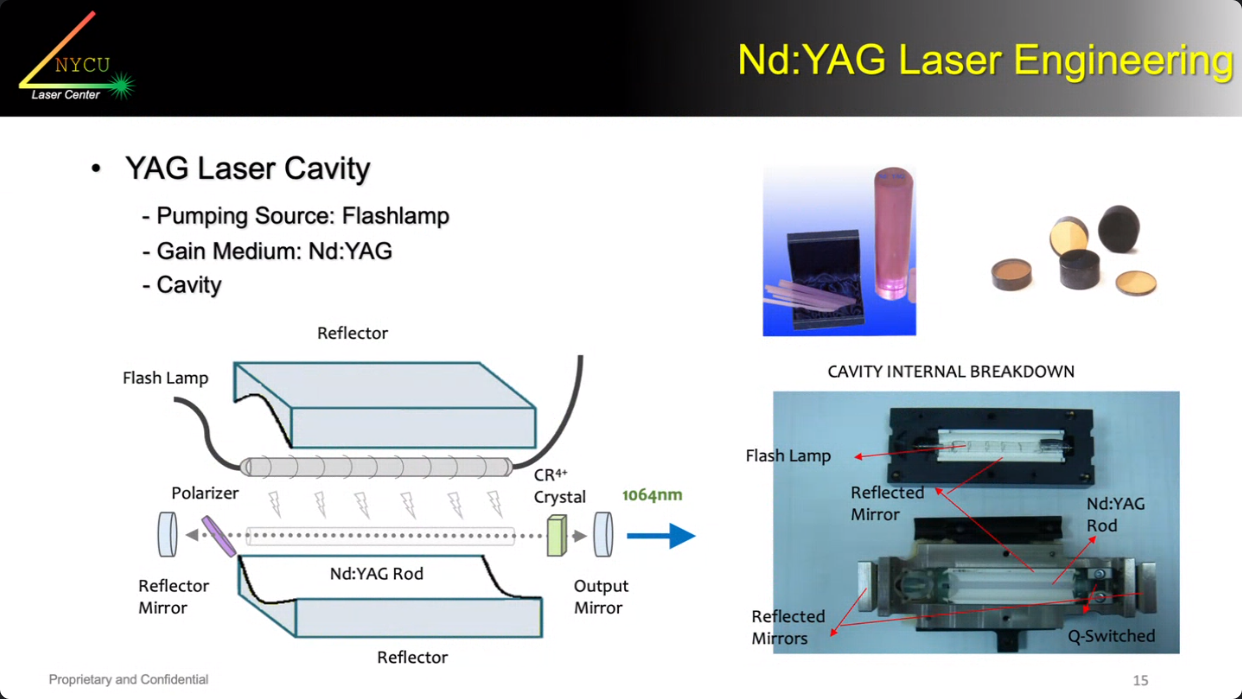 NYCU
Laser Center
Nd:YAG Laser Engineering
• YAG Laser Cavity
- Pumping Source: Flashlamp
- Gain Medium: Nd:YAG
- Cavity
Reflector
Flash Lamp
Polarizer
CR4+
Crystal
1064nm
Nd:YAG Rod
Reflector
Mirror
Output
Mirror
Reflector
CAVITY INTERNAL BREAKDOWN
Flash Lamp
Reflected
Mirror
Nd:YAG
Rod
Reflected
Mirrors
Q-Switched
Proprietary and Confidential
15